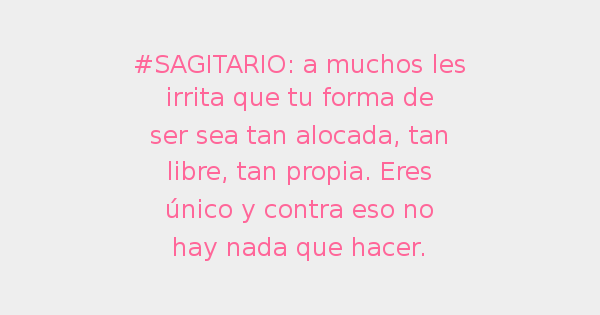 #SAGITARIO: a muchos les
irrita que tu forma de
ser sea tan alocada, tan
libre, tan propia. Eres
único y contra eso no
hay nada que hacer.